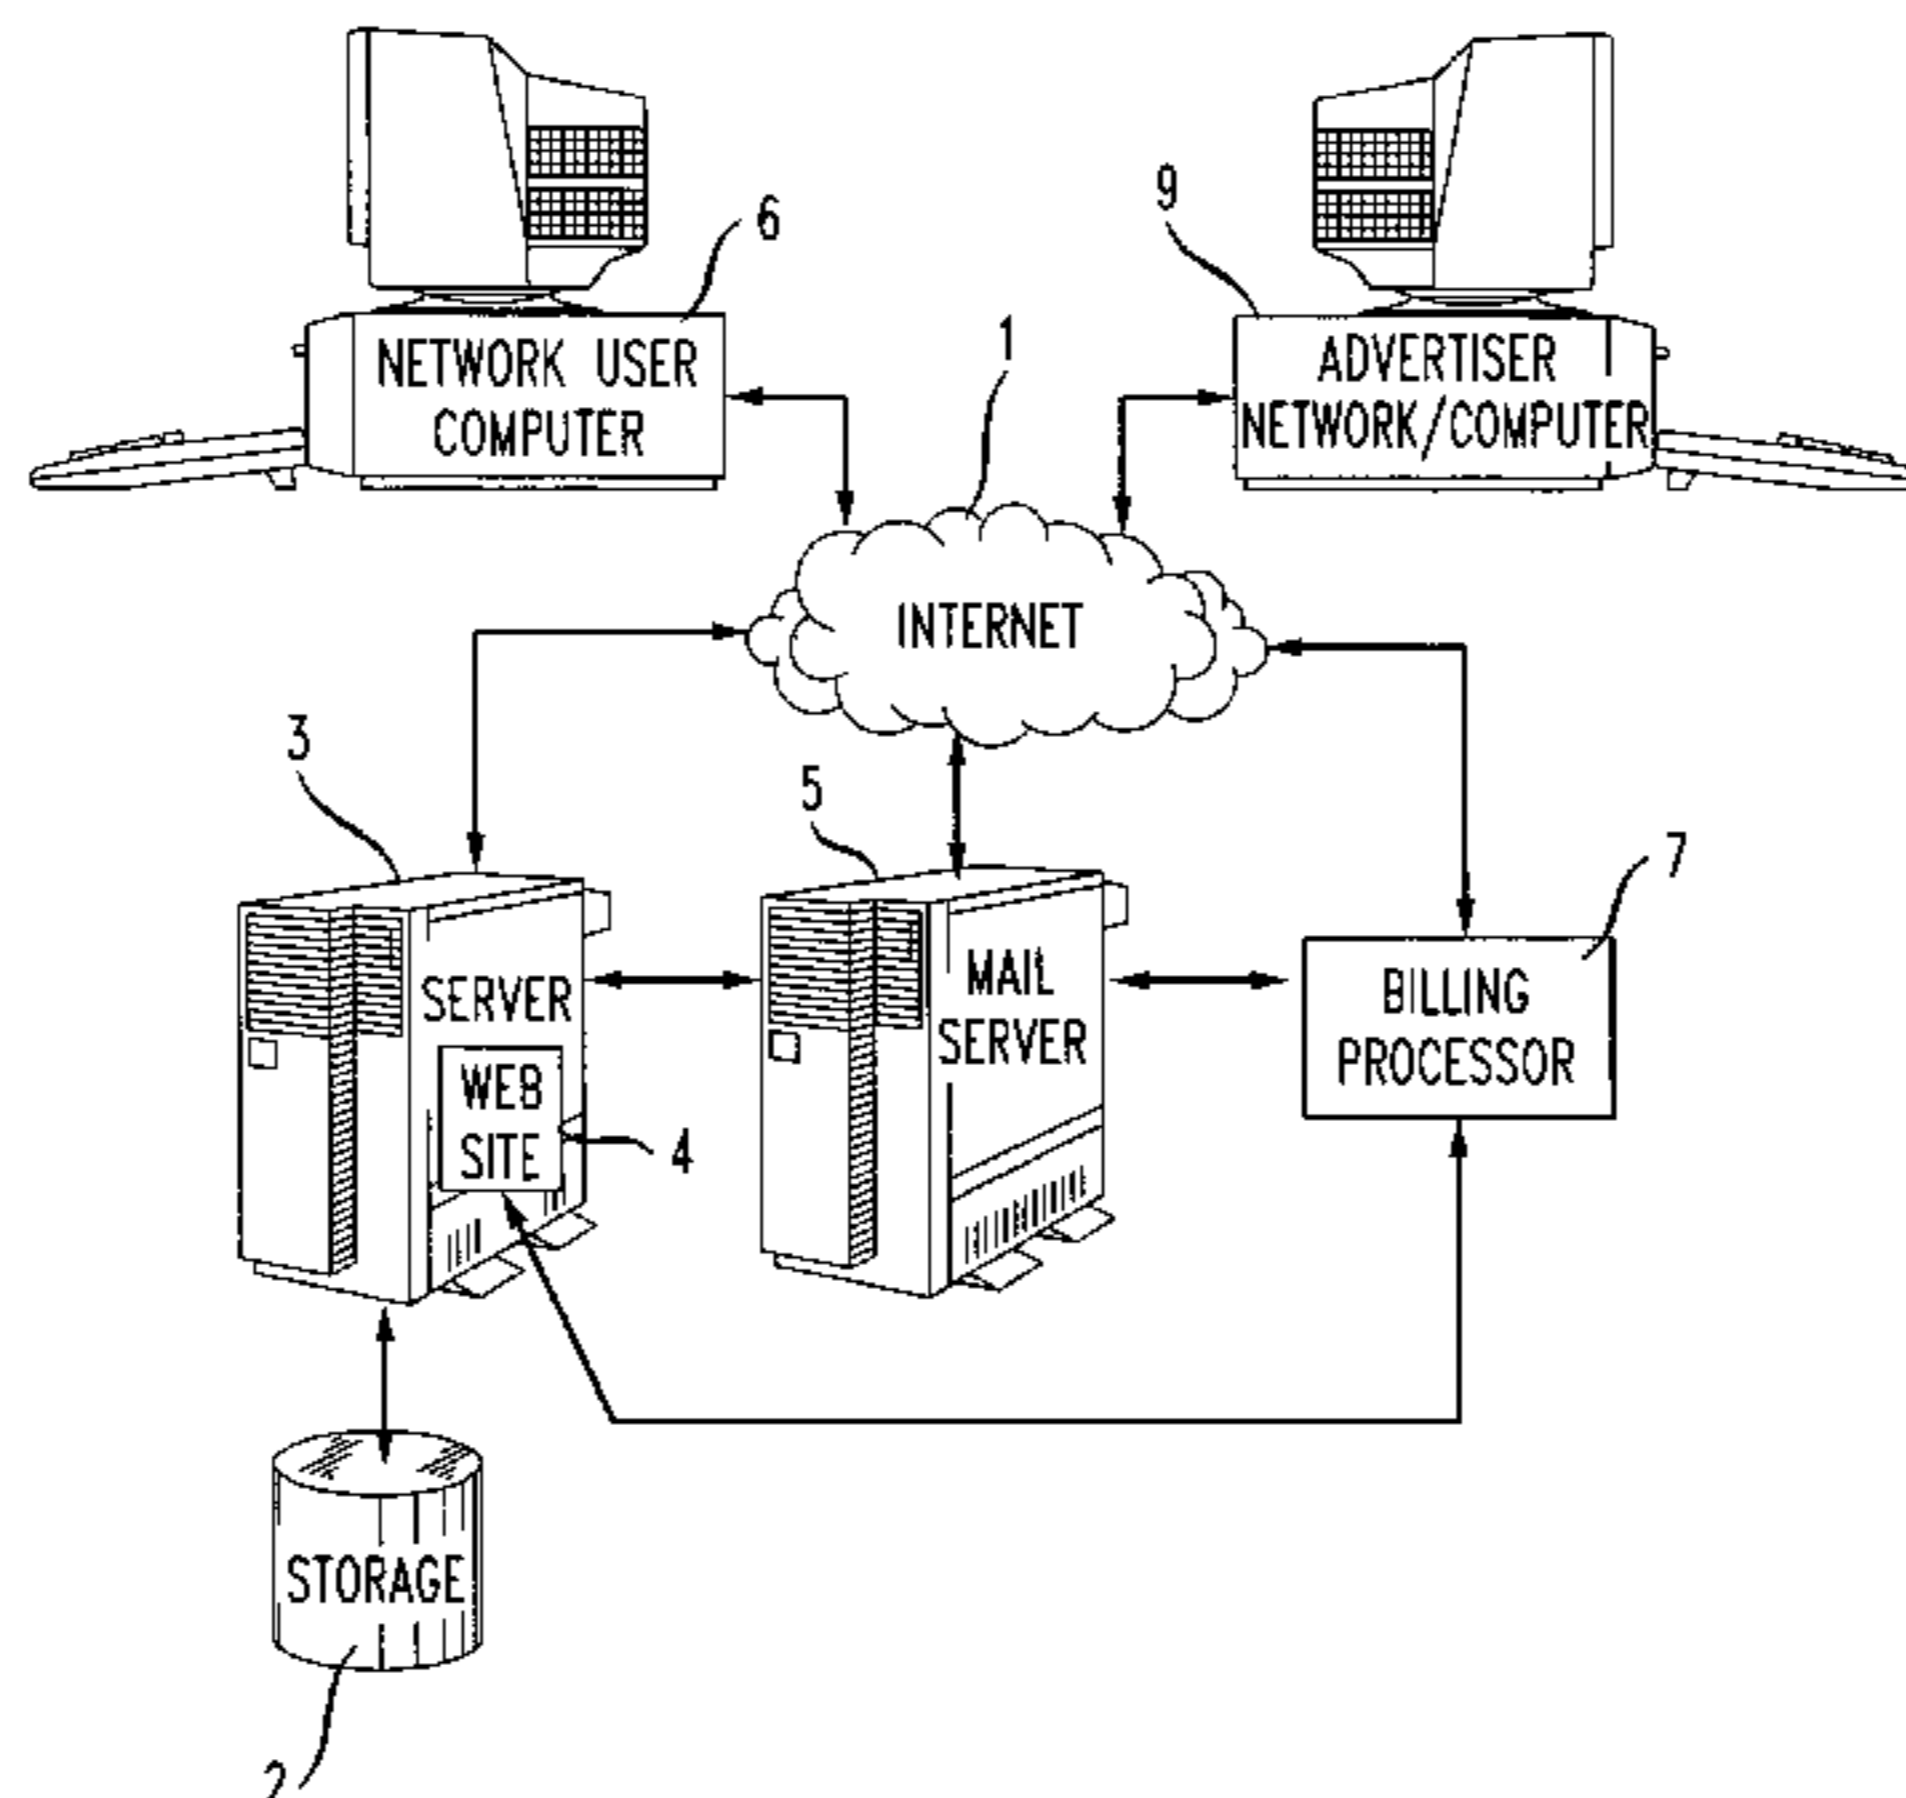 9
6
1
NETWORK USER
COMPUTER
ADVERTISER
NETWORK/COMPUTER
INTERNET
3
5
7
SERVER
MAIL
SERVER
BILLING
PROCESSOR
WEB
SITE
4
STORAGE
2